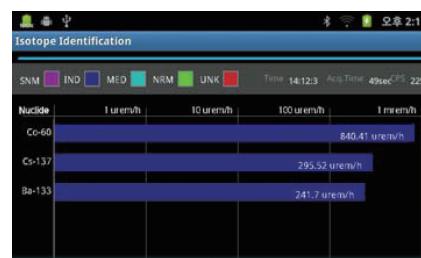 오후 2:1
Isotope Identification
SNM IND MED NRM UNK Time 14:12:3 Acq.Time 49sec CPS 22
Nuclide 1 urem/h 10 urem/h 100 urem/h 1 mrem/h
Co-60 840.41 urem/h
Cs-137 295.52 urem/h
Ba-133 241.7 urem/h